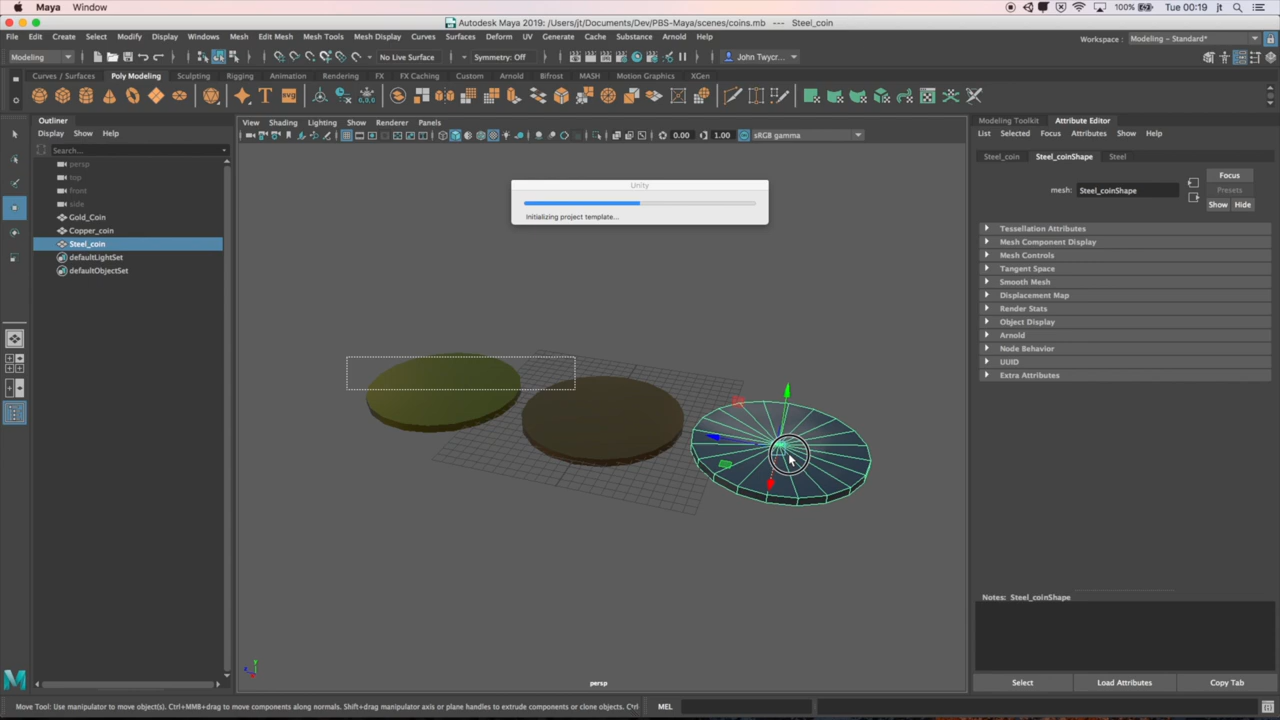 Maya Window 100% Tue 00:19 jt
Autodesk Maya 2019: /Users/jt/Documents/Dev/PBS-Maya/scenes/coins.mb --- Steel_coin
File Edit Create Select Modify Display Windows Mesh Edit Mesh Mesh Tools Mesh Display Curves Surfaces Deform UV Generate Cache Substance Arnold Help
Workspace : Modeling - Standard*
Modeling No Live Surface Symmetry: Off John Twycr...
Curves / Surfaces Poly Modeling Sculpting Rigging Animation Rendering FX FX Caching Custom Arnold Bifrost MASH Motion Graphics XGen
SVG
Outliner
Display Show Help
Search...
persp
top
front
side
Gold_Coin
Copper_coin
Steel_coin
defaultLightSet
defaultObjectSet
View Shading Lighting Show Renderer Panels
0.00 1.00 sRGB gamma
Unity
Initializing project template...
persp
Modeling Toolkit Attribute Editor
List Selected Focus Attributes Show Help
Steel_coin Steel_coinShape Steel
Focus
mesh: Steel_coinShape Presets
Show Hide
Tessellation Attributes
Mesh Component Display
Mesh Controls
Tangent Space
Smooth Mesh
Displacement Map
Render Stats
Object Display
Arnold
Node Behavior
UUID
Extra Attributes
Notes: Steel_coinShape
Select Load Attributes Copy Tab
Move Tool: Use manipulator to move object(s). Ctrl+MMB+drag to move components along normals. Shift+drag manipulator axis or plane handles to extrude components or clone objects. MEL